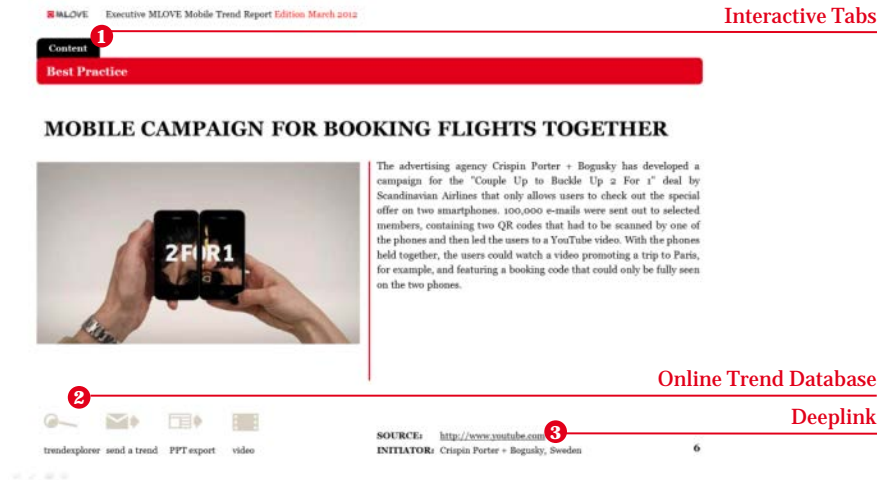 MLOVE Executive MLOVE Mobile Trend Report Edition March 2012
Interactive Tabs
1
Content
Best Practice
MOBILE CAMPAIGN FOR BOOKING FLIGHTS TOGETHER
The advertising agency Crispin Porter + Bogusky has developed a
campaign for the "Couple Up to Buckle Up 2 For 1" deal by
Scandinavian Airlines that only allows users to check out the special
offer on two smartphones. 100,000 e-mails were sent out to selected
members, containing two QR codes that had to be scanned by one of
the phones and then led the users to a YouTube video. With the phones
held together, the users could watch a video promoting a trip to Paris,
for example, and featuring a booking code that could only be fully seen
on the two phones.
2FOR1
Online Trend Database
2
Deeplink
trendexplorer send a trend PPT export video
SOURCE: http://www.youtube.com 3
INITIATOR: Crispin Porter + Bogusky, Sweden 6